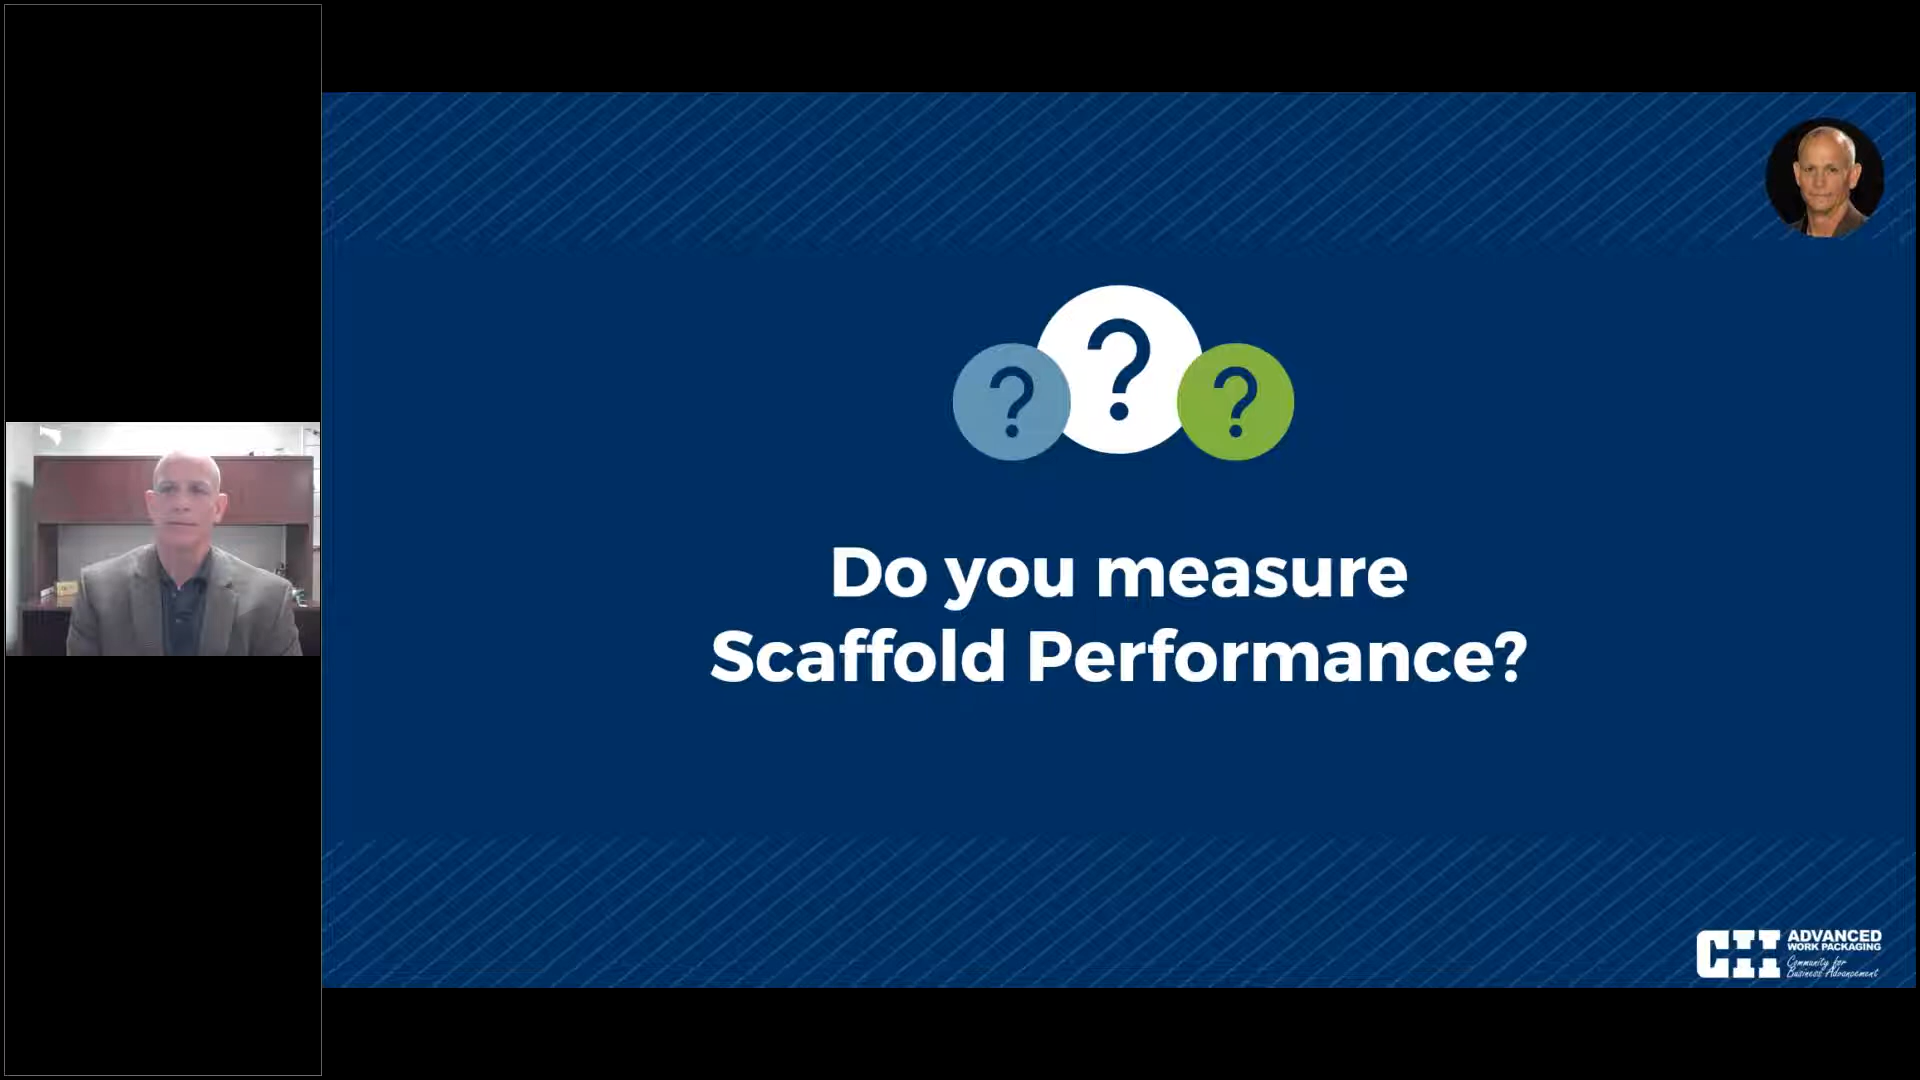 ?
?
?
Do you measure
Scaffold Performance?
CII
ADVANCED
WORK PACKAGING
Community for
Business Advancement